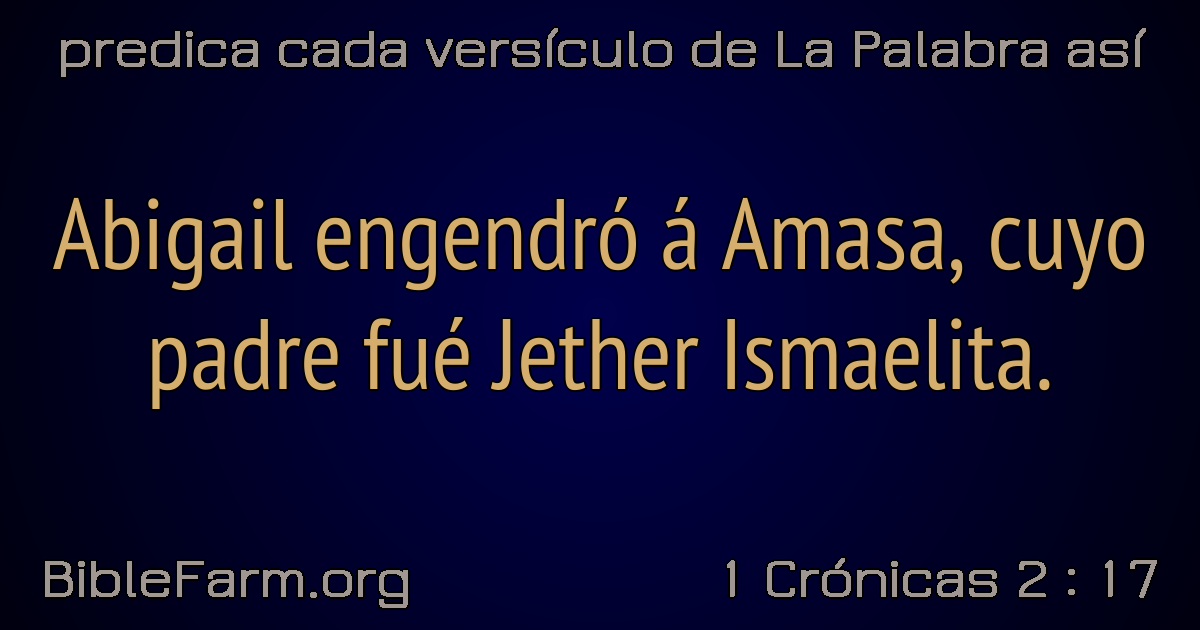 predica cada versículo de La Palabra así
Abigail engendró á Amasa, cuyo
padre fué Jether Ismaelita.
BibleFarm.org
1 Crónicas 2 : 17